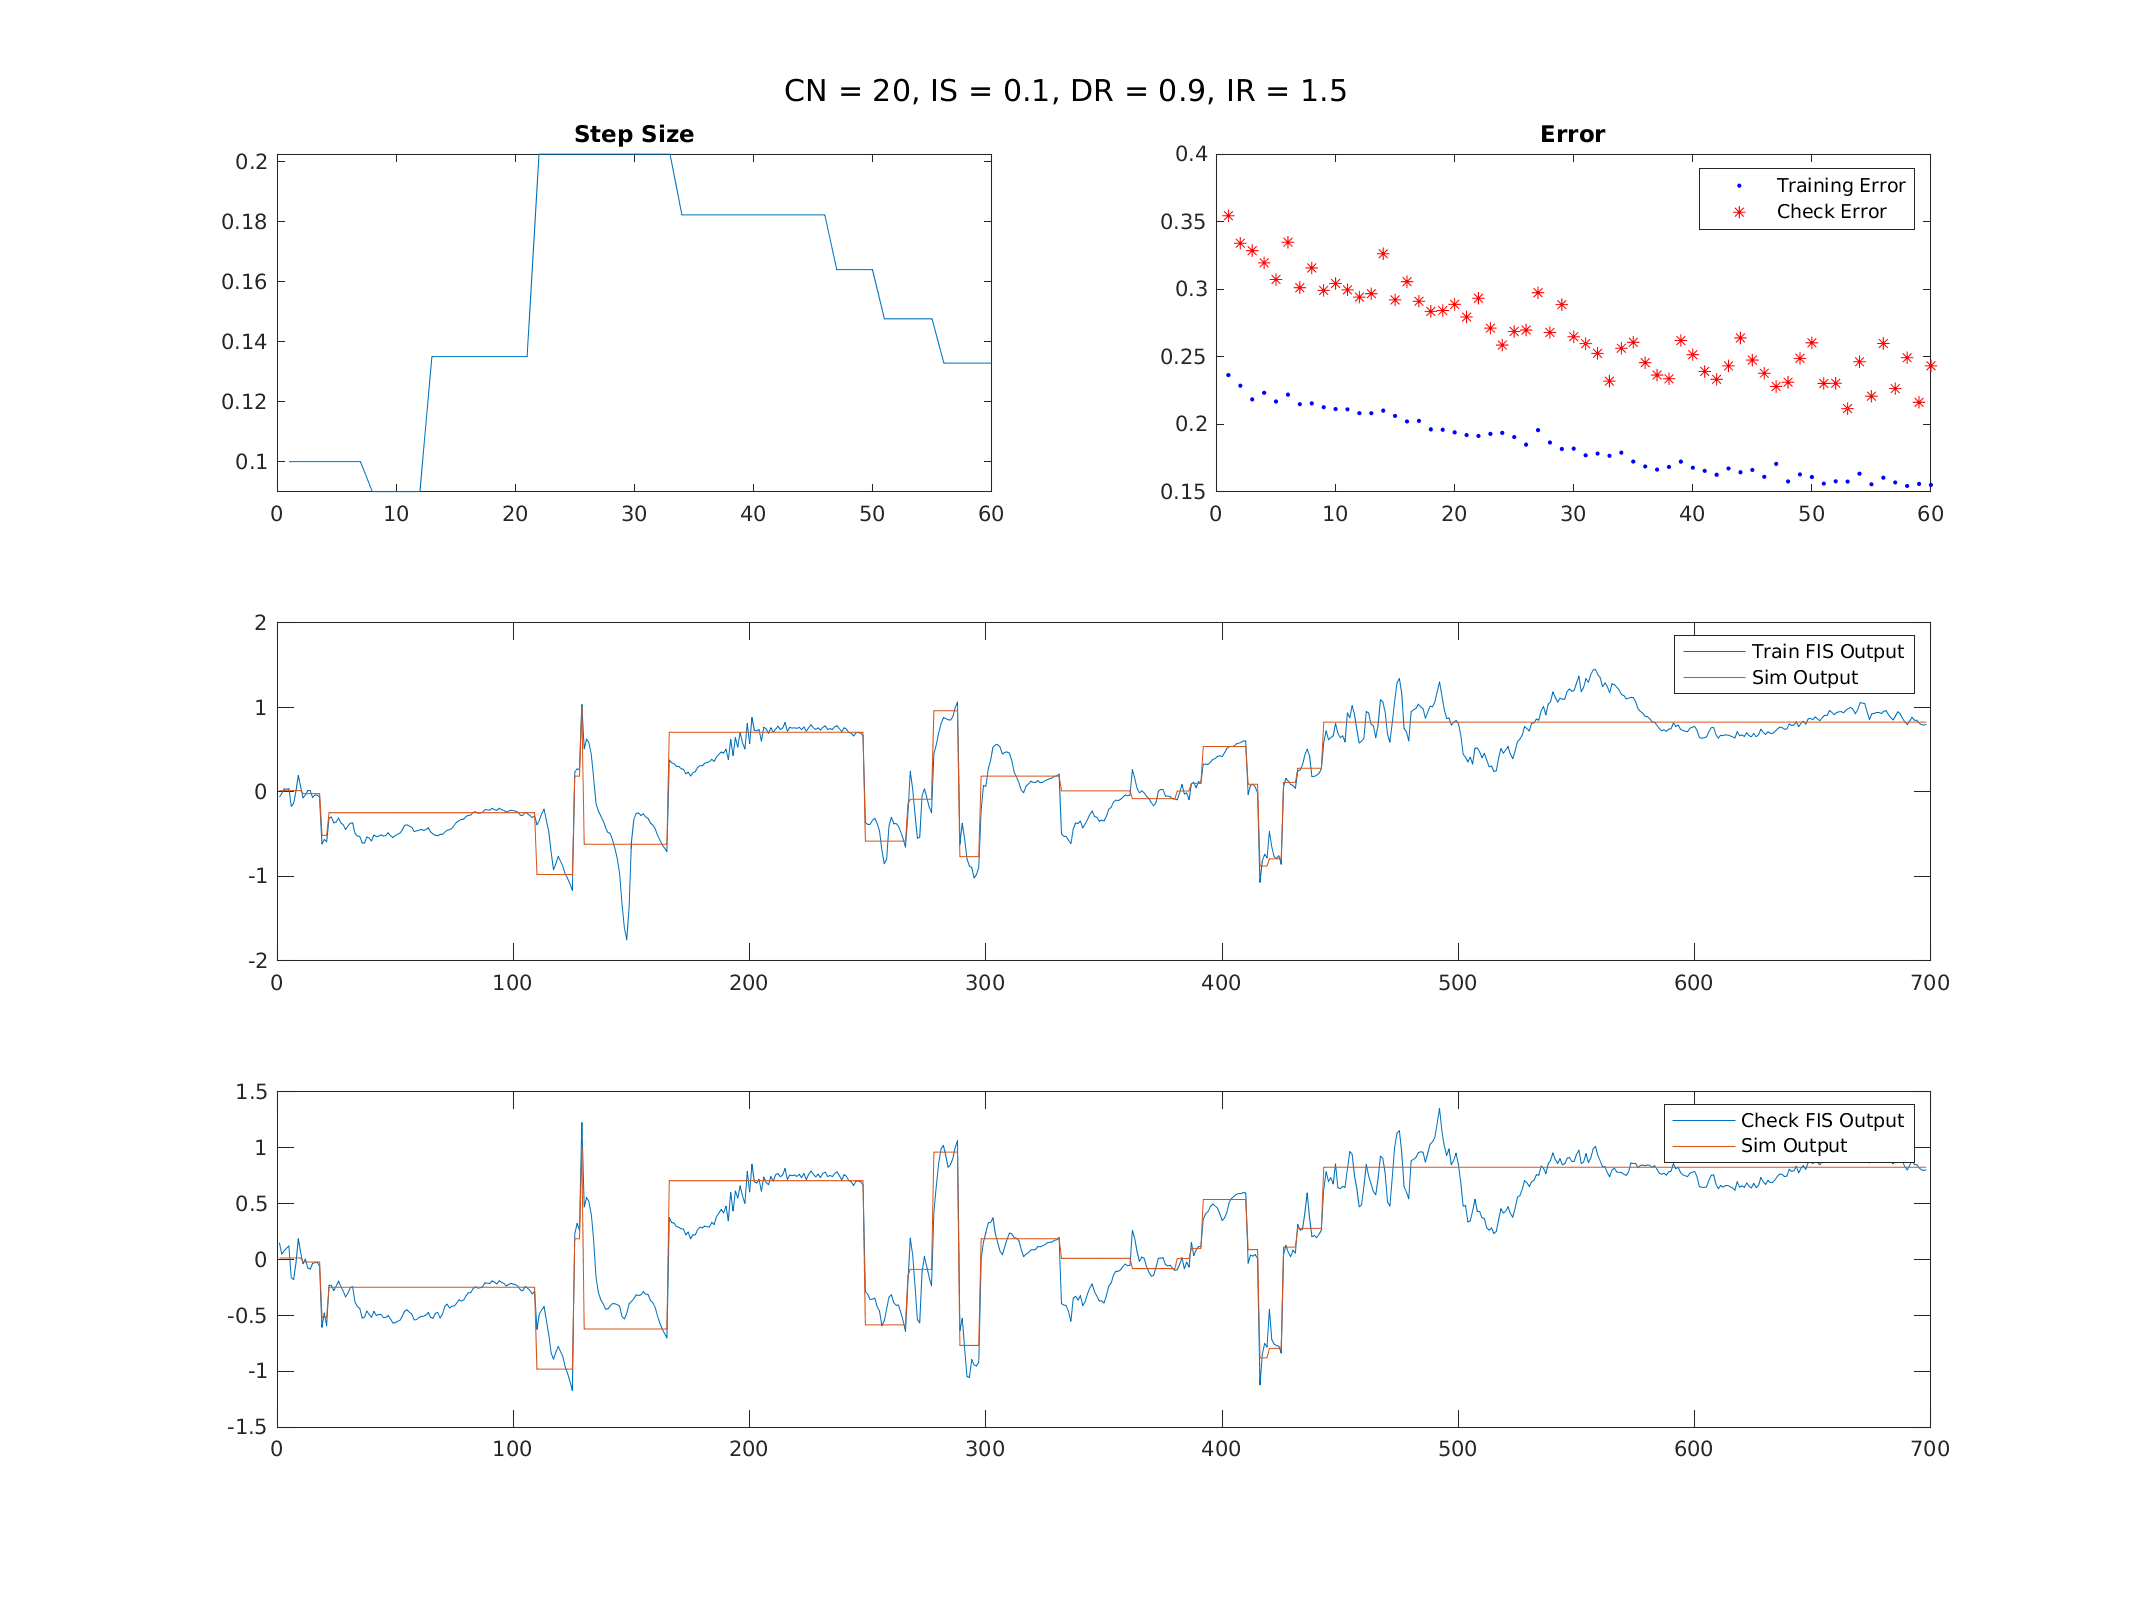 CN = 20, IS = 0.1, DR = 0.9, IR = 1.5
Step Size
0.2
0.18
0.16
0.14
0.12
0.1
0 10 20 30 40 50 60
Error
0.4
0.35
0.3
0.25
0.2
0.15
0 10 20 30 40 50 60
Training Error
Check Error
2
1
0
-1
-2
0 100 200 300 400 500 600 700
Train FIS Output
Sim Output
1.5
1
0.5
0
-0.5
-1
-1.5
0 100 200 300 400 500 600 700
Check FIS Output
Sim Output